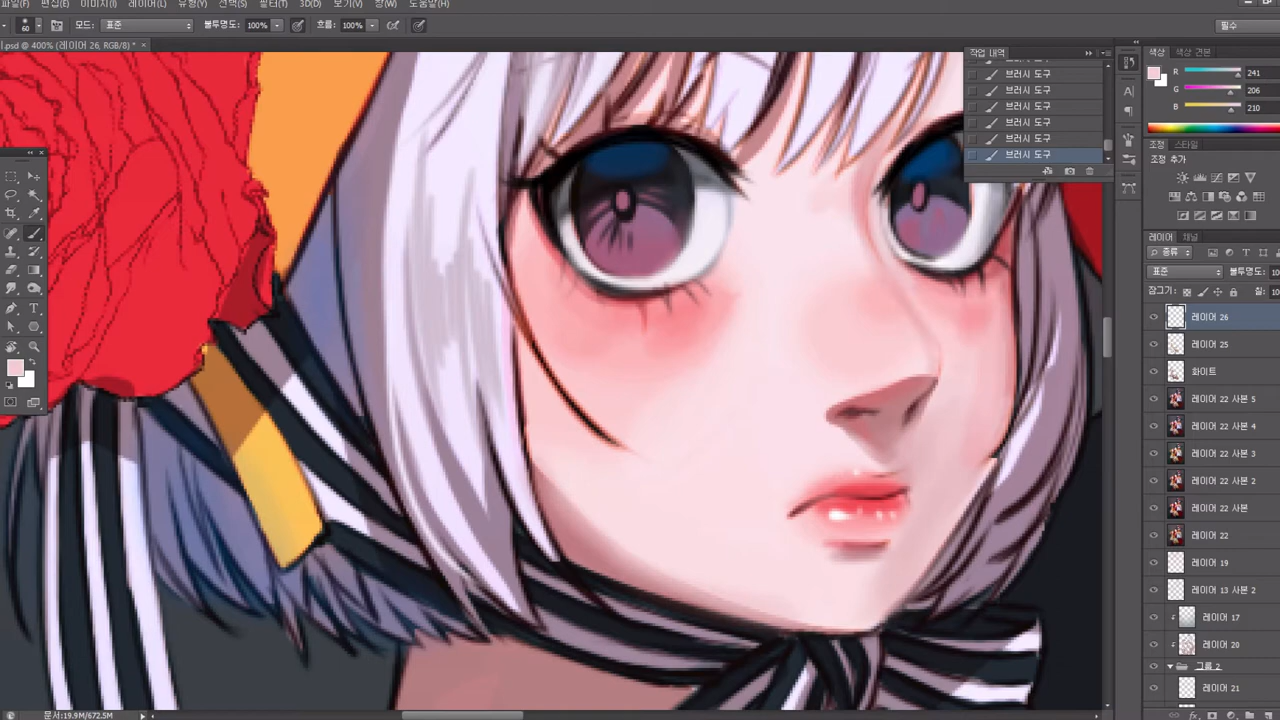 파일(F) 편집(E) 이미지(I) 레이어(L) 유형(Y) 선택(S) 필터(T) 3D(D) 보기(V) 창(W) 도움말(H)
60 모드: 표준 불투명도: 100% 흐름: 100% 필수
l.psd @ 400% (레이어 26, RGB/8) * ×
작업 내역
브러시 도구
브러시 도구
브러시 도구
브러시 도구
브러시 도구
브러시 도구
색상 색상 견본
R 241
G 206
B 210
조정 스타일
조정 추가
레이어 채널
종류
표준 불투명도: 10
잠그기: 칠: 10
레이어 26
레이어 25
화이트
레이어 22 사본 5
레이어 22 사본 4
레이어 22 사본 3
레이어 22 사본 2
레이어 22 사본
레이어 22
레이어 19
레이어 13 사본 2
레이어 17
레이어 20
그룹 2
레이어 21
문서:19.9M/672.5M